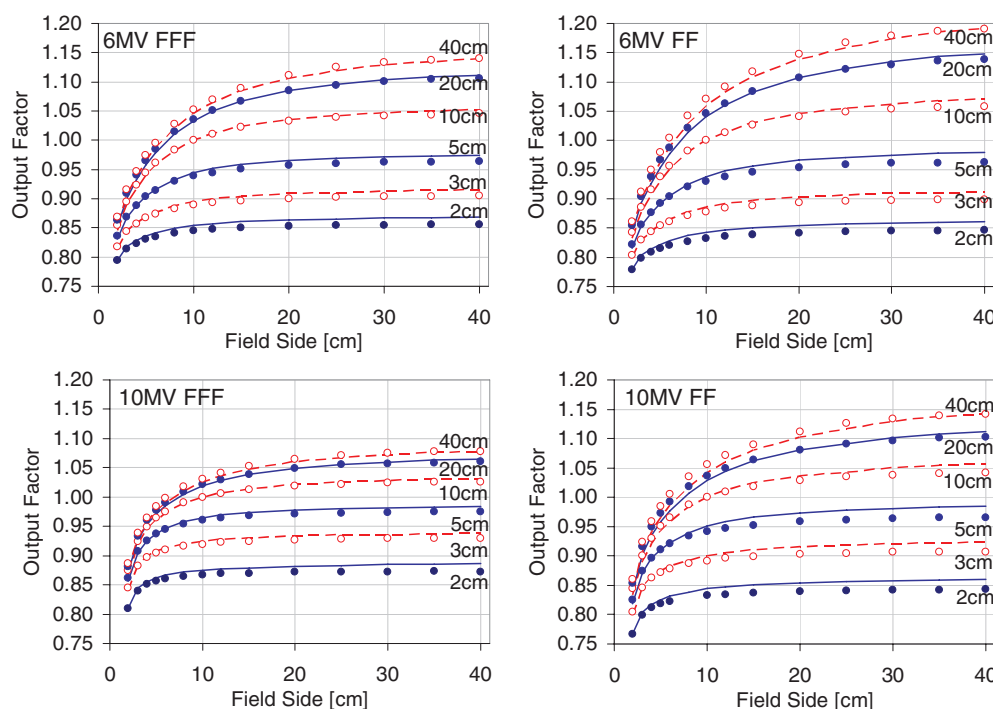 6MV FFF
Output Factor
1.20
1.15
1.10
1.05
1.00
0.95
0.90
0.85
0.80
0.75
40cm
20cm
10cm
5cm
3cm
2cm
0 10 20 30 40
Field Side [cm]
6MV FF
Output Factor
1.20
1.15
1.10
1.05
1.00
0.95
0.90
0.85
0.80
0.75
40cm
20cm
10cm
5cm
3cm
2cm
0 10 20 30 40
Field Side [cm]
10MV FFF
Output Factor
1.20
1.15
1.10
1.05
1.00
0.95
0.90
0.85
0.80
0.75
40cm
20cm
10cm
5cm
3cm
2cm
0 10 20 30 40
Field Side [cm]
10MV FF
Output Factor
1.20
1.15
1.10
1.05
1.00
0.95
0.90
0.85
0.80
0.75
40cm
20cm
10cm
5cm
3cm
2cm
0 10 20 30 40
Field Side [cm]